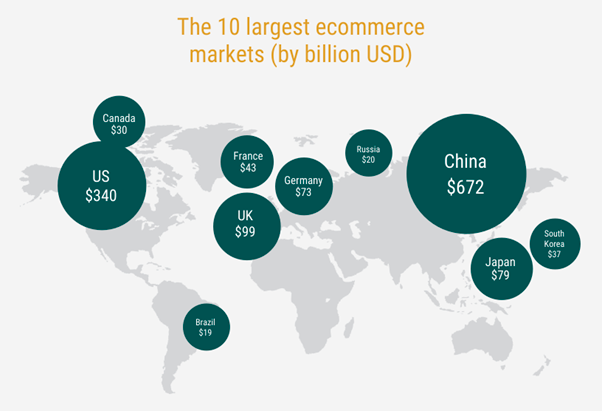 The 10 largest ecommerce
markets (by billion USD)
Canada
$30
US
$340
France
$43
Germany
$73
UK
$99
Russia
$20
China
$672
South
Korea
$37
Japan
$79
Brazil
$19